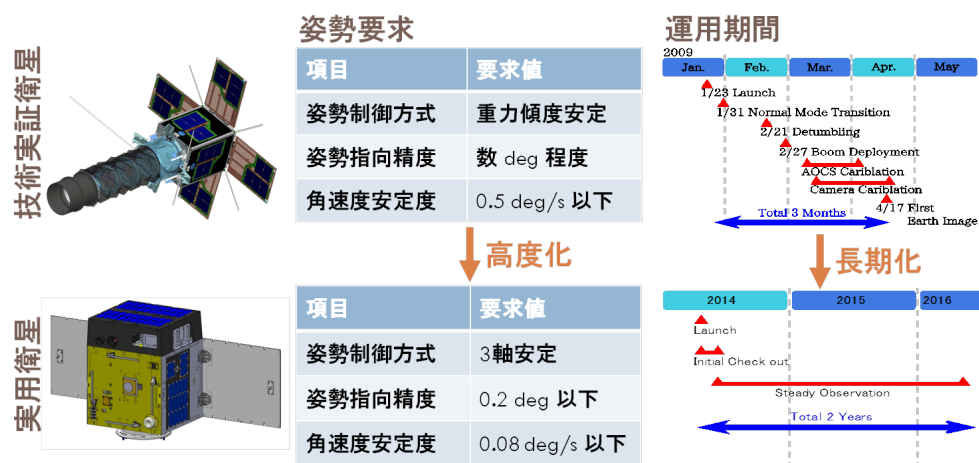 姿勢要求
運用期間
技術実証衛星
項目 要求値
姿勢制御方式 重力傾度安定
姿勢指向精度 数 deg 程度
角速度安定度 0.5 deg/s 以下
2009
Jan. Feb. Mar. Apr. May
1/23 Launch
1/31 Normal Mode Transition
2/21 Detumbling
2/27 Boom Deployment
AOCS Caribration
Camera Caribration
4/17 First
Earth Image
Total 3 Months
高度化
長期化
実用衛星
項目 要求値
姿勢制御方式 3軸安定
姿勢指向精度 0.2 deg 以下
角速度安定度 0.08 deg/s 以下
2014 2015 2016
Launch
Initial Check out
Steady Observation
Total 2 Years